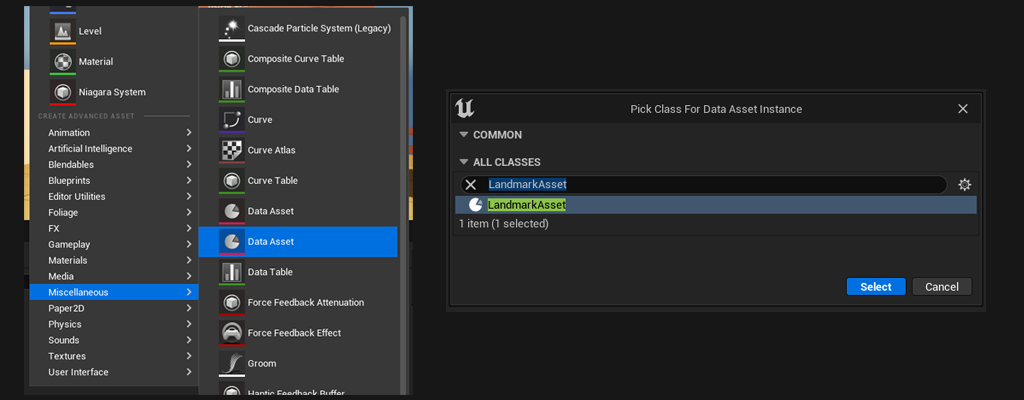 Level
Material
Niagara System
CREATE ADVANCED ASSET
Animation
Artificial Intelligence
Blendables
Blueprints
Editor Utilities
Foliage
FX
Gameplay
Materials
Media
Miscellaneous
Paper2D
Physics
Sounds
Textures
User Interface
Cascade Particle System (Legacy)
Composite Curve Table
Composite Data Table
Curve
Curve Atlas
Curve Table
Data Asset
Data Asset
Data Table
Force Feedback Attenuation
Force Feedback Effect
Groom
Haptic Feedback Buffer
Pick Class For Data Asset Instance
COMMON
ALL CLASSES
LandmarkAsset
LandmarkAsset
1 item (1 selected)
Select
Cancel